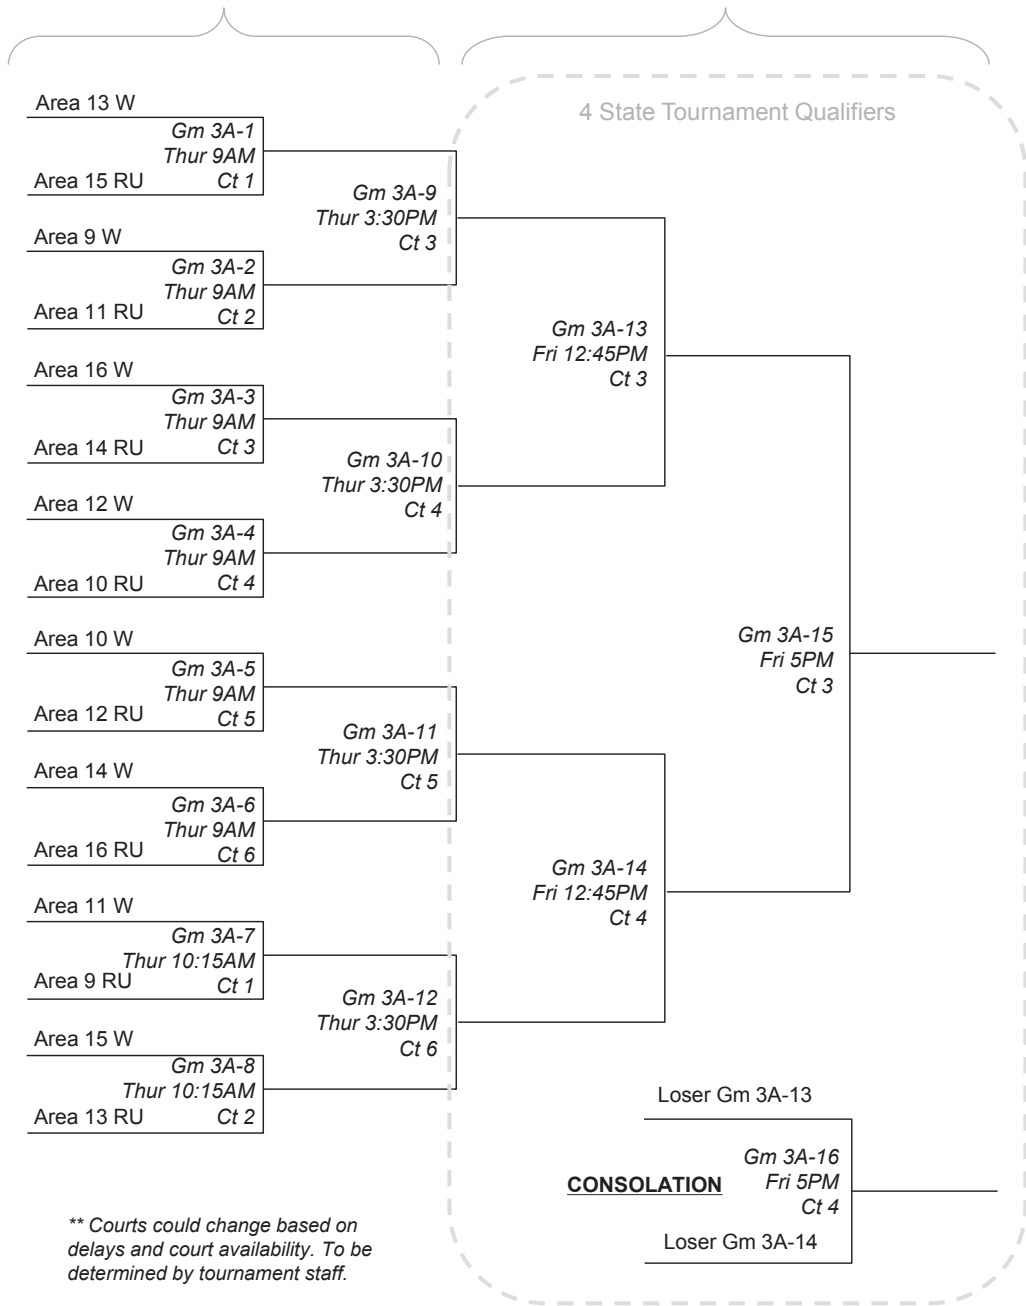 4 State Tournament Qualifiers
Area 13 W
Gm 3A-1
Thur 9AM
Area 15 RU
Ct 1
Area 9 W
Gm 3A-2
Thur 9AM
Area 11 RU
Ct 2
Area 16 W
Gm 3A-3
Thur 9AM
Area 14 RU
Ct 3
Area 12 W
Gm 3A-4
Thur 9AM
Area 10 RU
Ct 4
Area 10 W
Gm 3A-5
Thur 9AM
Area 12 RU
Ct 5
Area 14 W
Gm 3A-6
Thur 9AM
Area 16 RU
Ct 6
Area 11 W
Gm 3A-7
Thur 10:15AM
Area 9 RU
Ct 1
Area 15 W
Gm 3A-8
Thur 10:15AM
Area 13 RU
Ct 2
Gm 3A-9
Thur 3:30PM
Ct 3
Gm 3A-10
Thur 3:30PM
Ct 4
Gm 3A-11
Thur 3:30PM
Ct 5
Gm 3A-12
Thur 3:30PM
Ct 6
Gm 3A-13
Fri 12:45PM
Ct 3
Gm 3A-14
Fri 12:45PM
Ct 4
Gm 3A-15
Fri 5PM
Ct 3
Loser Gm 3A-13
Gm 3A-16
CONSOLATION
Fri 5PM
Ct 4
Loser Gm 3A-14
** Courts could change based on
delays and court availability. To be
determined by tournament staff.